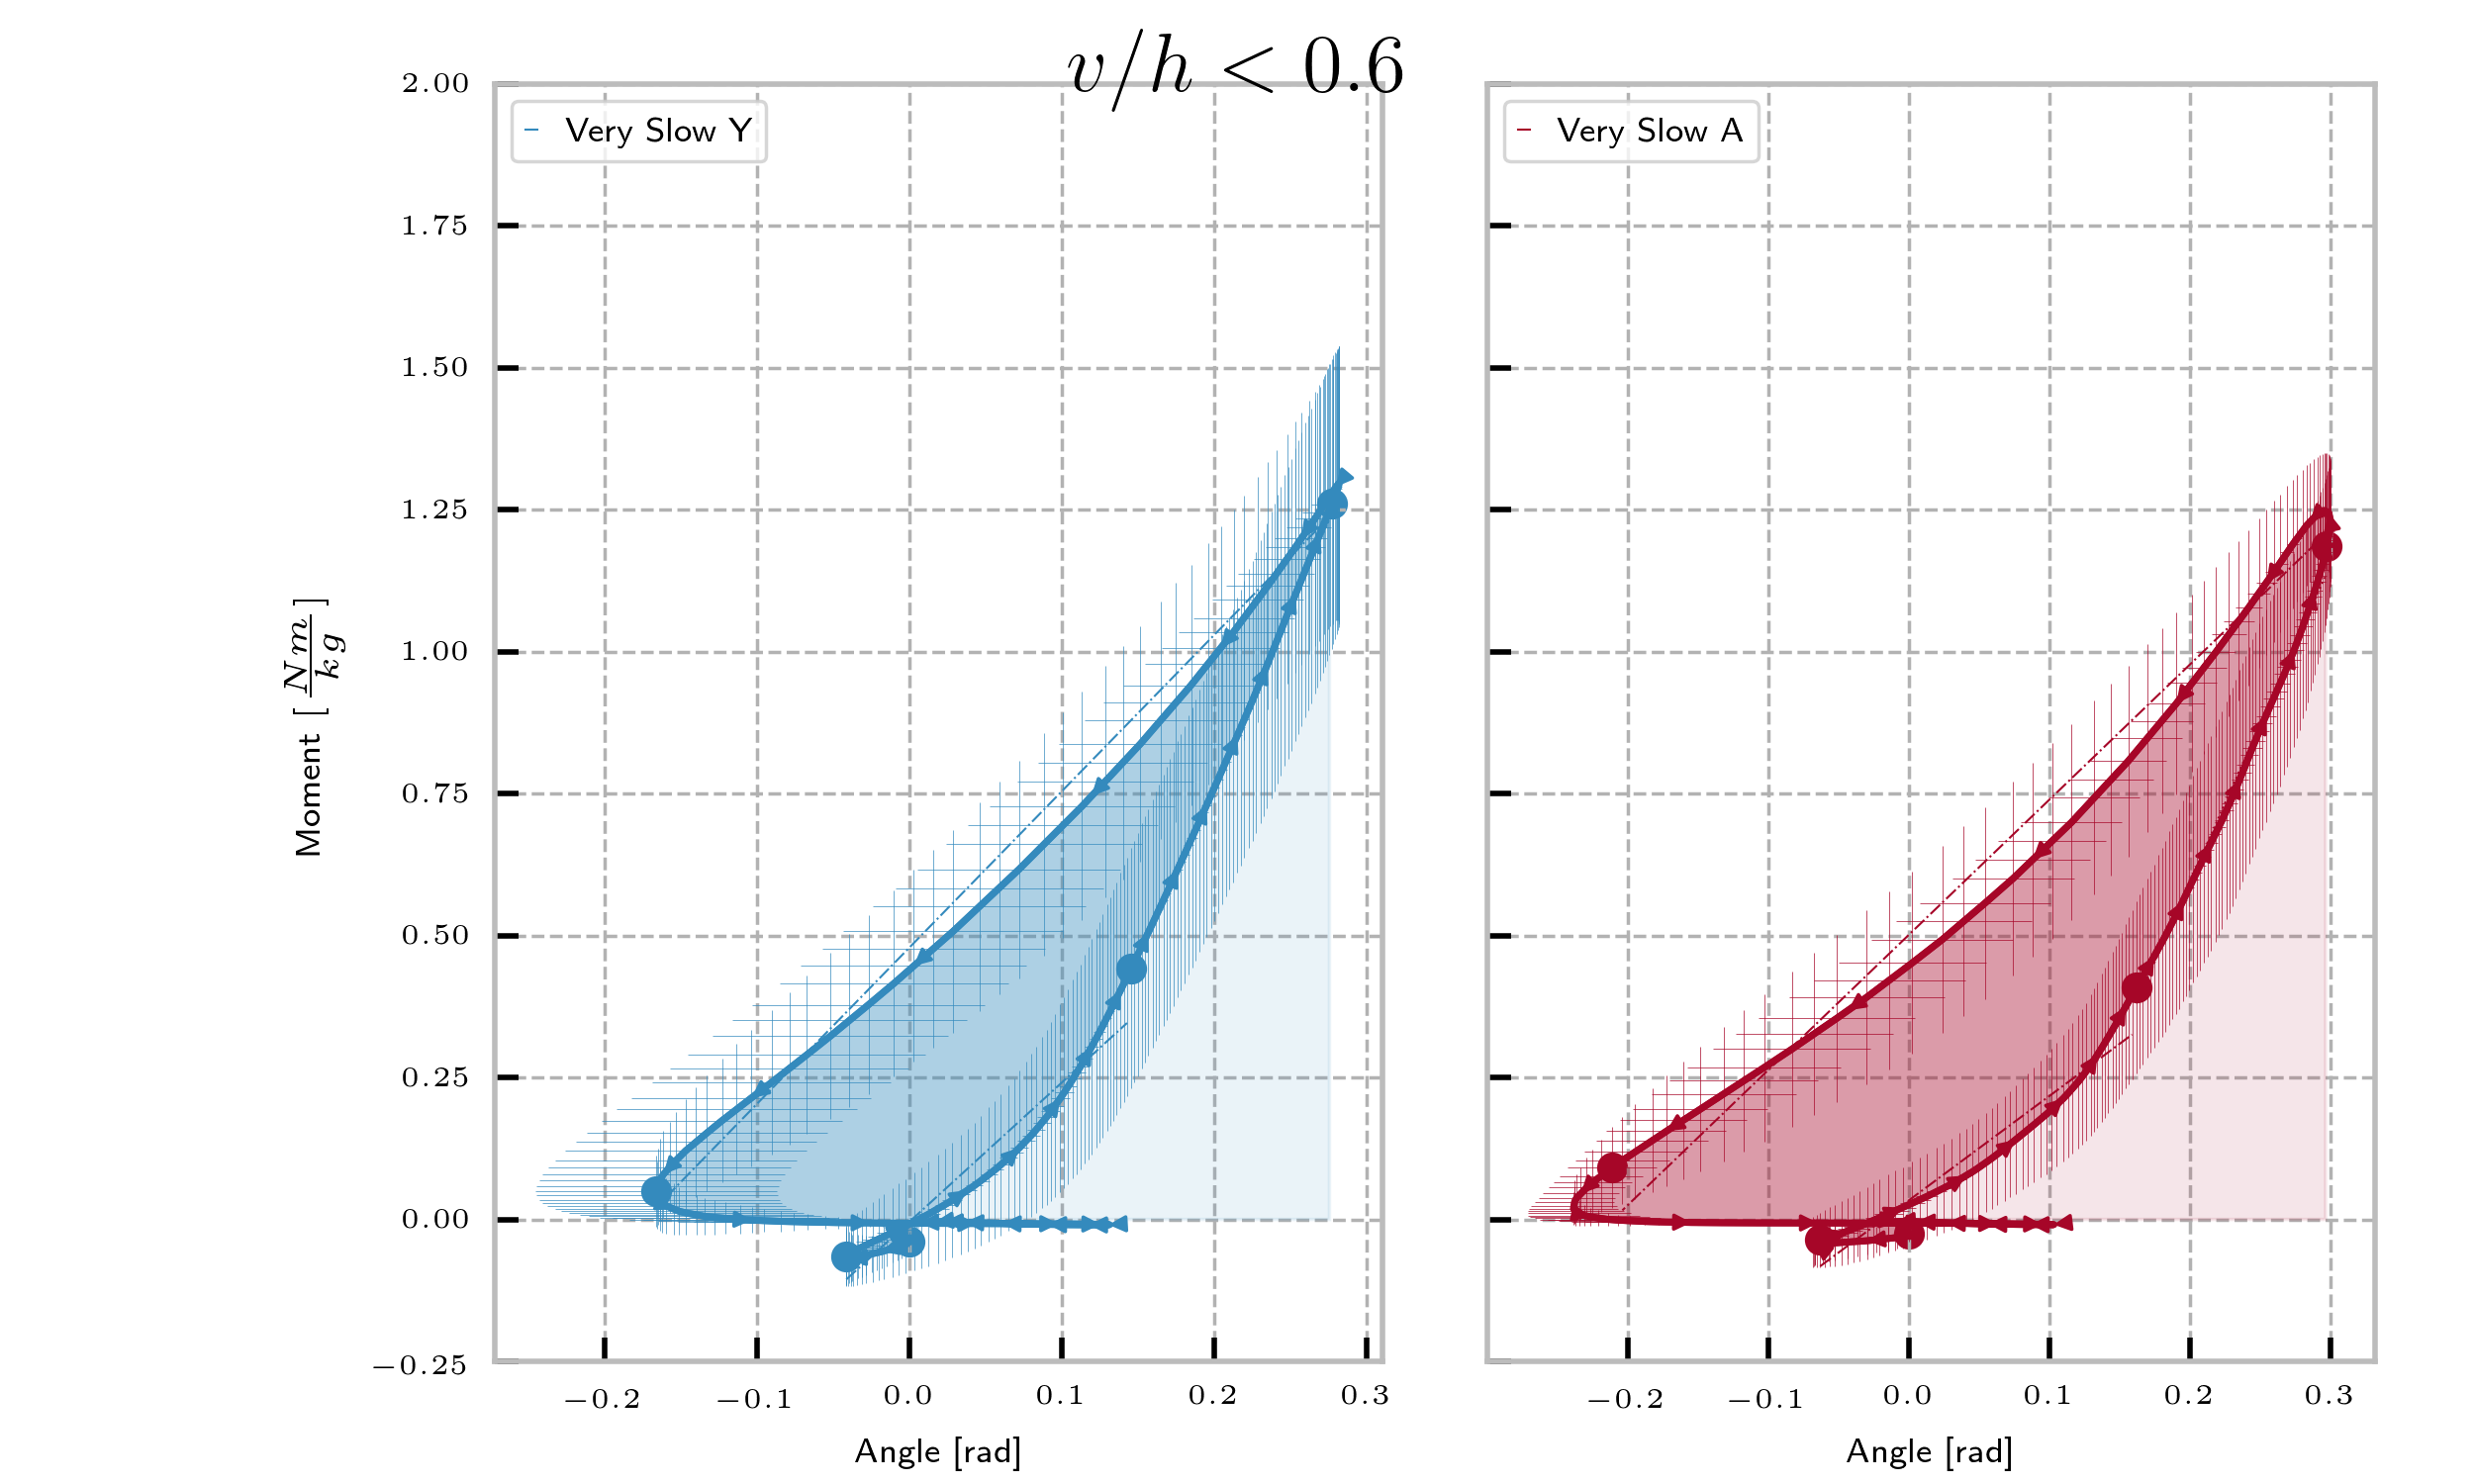 v/h < 0.6
Very Slow Y
Very Slow A
2.00
1.75
1.50
1.25
1.00
0.75
0.50
0.25
0.00
−0.25
Moment [Nm/kg]
−0.2 −0.1 0.0 0.1 0.2 0.3
−0.2 −0.1 0.0 0.1 0.2 0.3
Angle [rad]
Angle [rad]